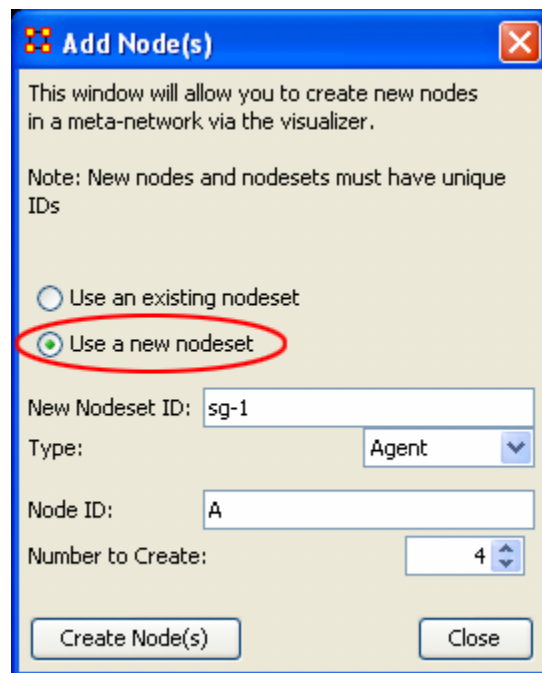 Add Node(s)
This window will allow you to create new nodes
in a meta-network via the visualizer.
Note: New nodes and nodesets must have unique
IDs
Use an existing nodeset
Use a new nodeset
New Nodeset ID: sg-1
Type: Agent
Node ID: A
Number to Create: 4
Create Node(s) Close